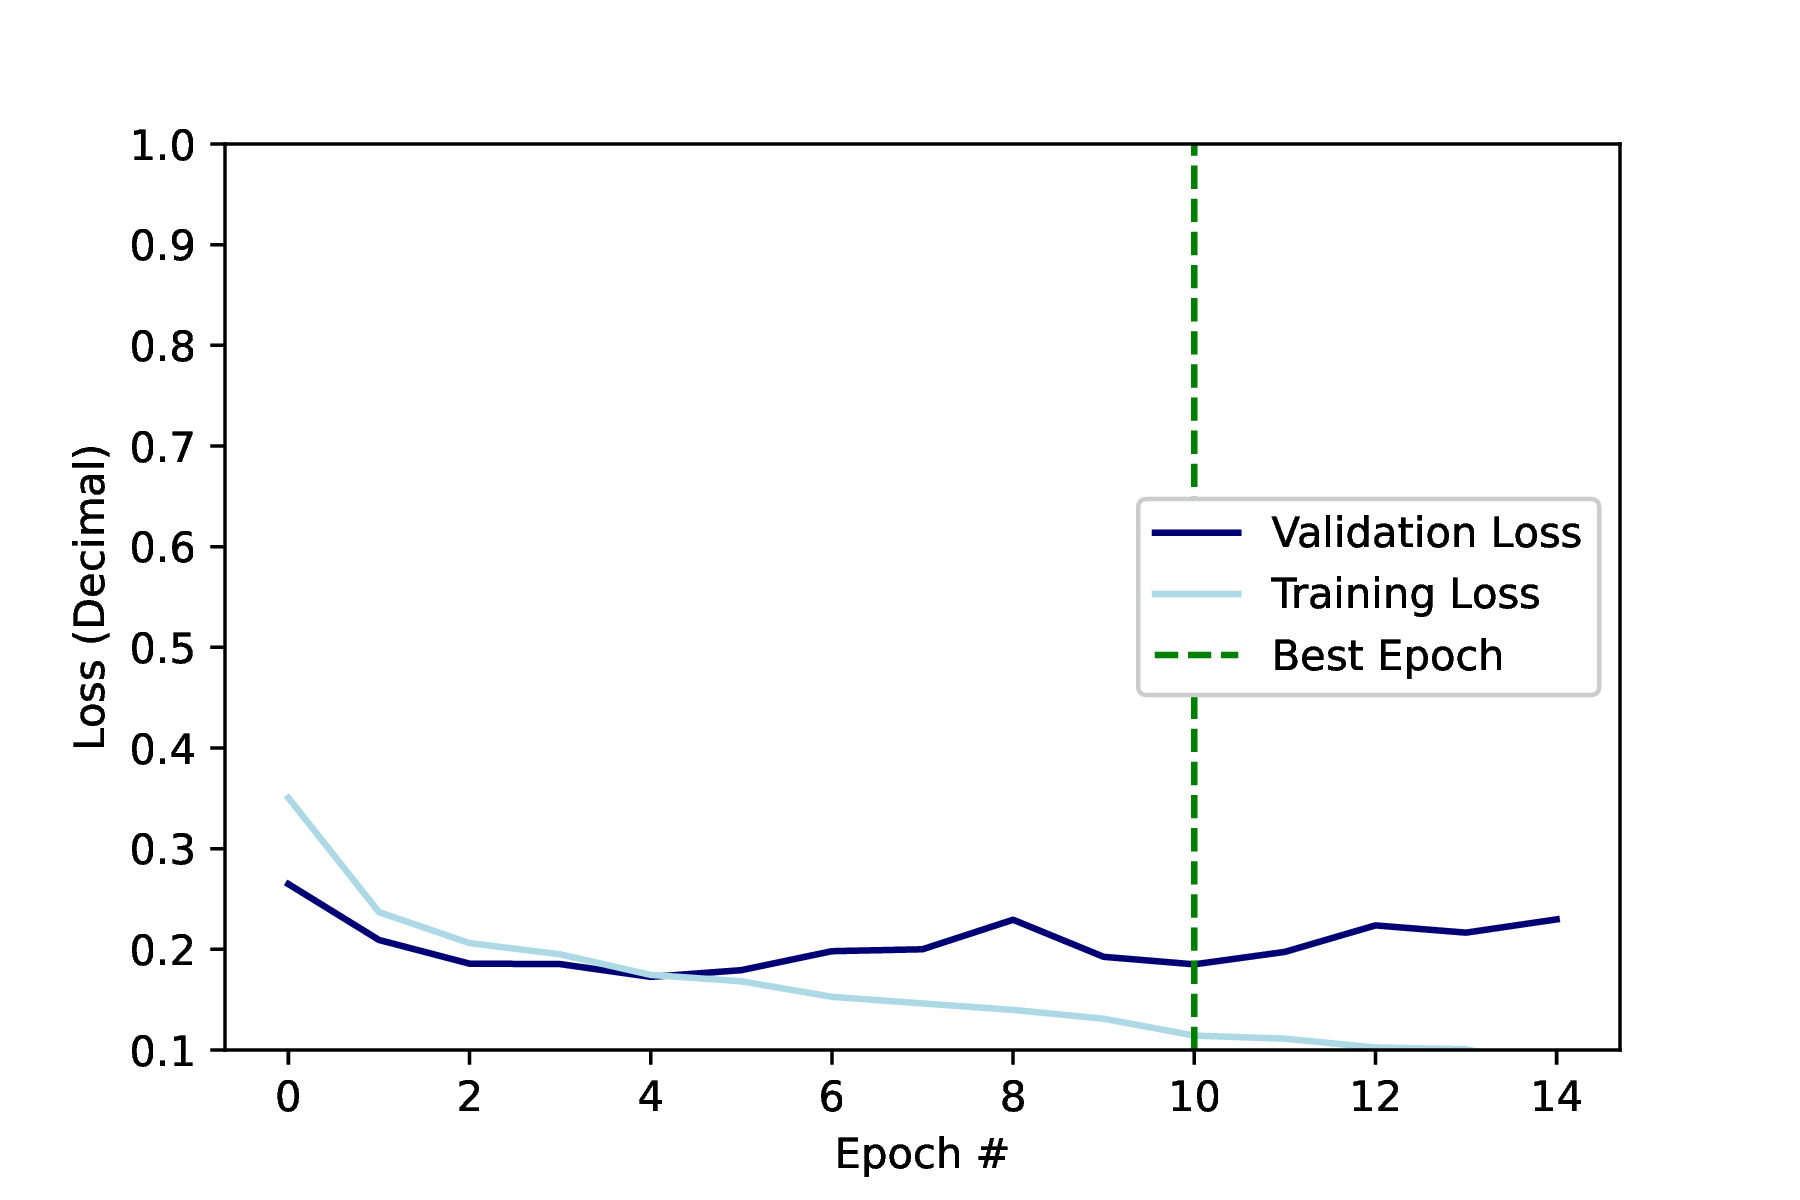 1.0
0.9
0.8
0.7
0.6
0.5
0.4
0.3
0.2
0.1
Loss (Decimal)
Validation Loss
Training Loss
Best Epoch
0 2 4 6 8 10 12 14
Epoch #